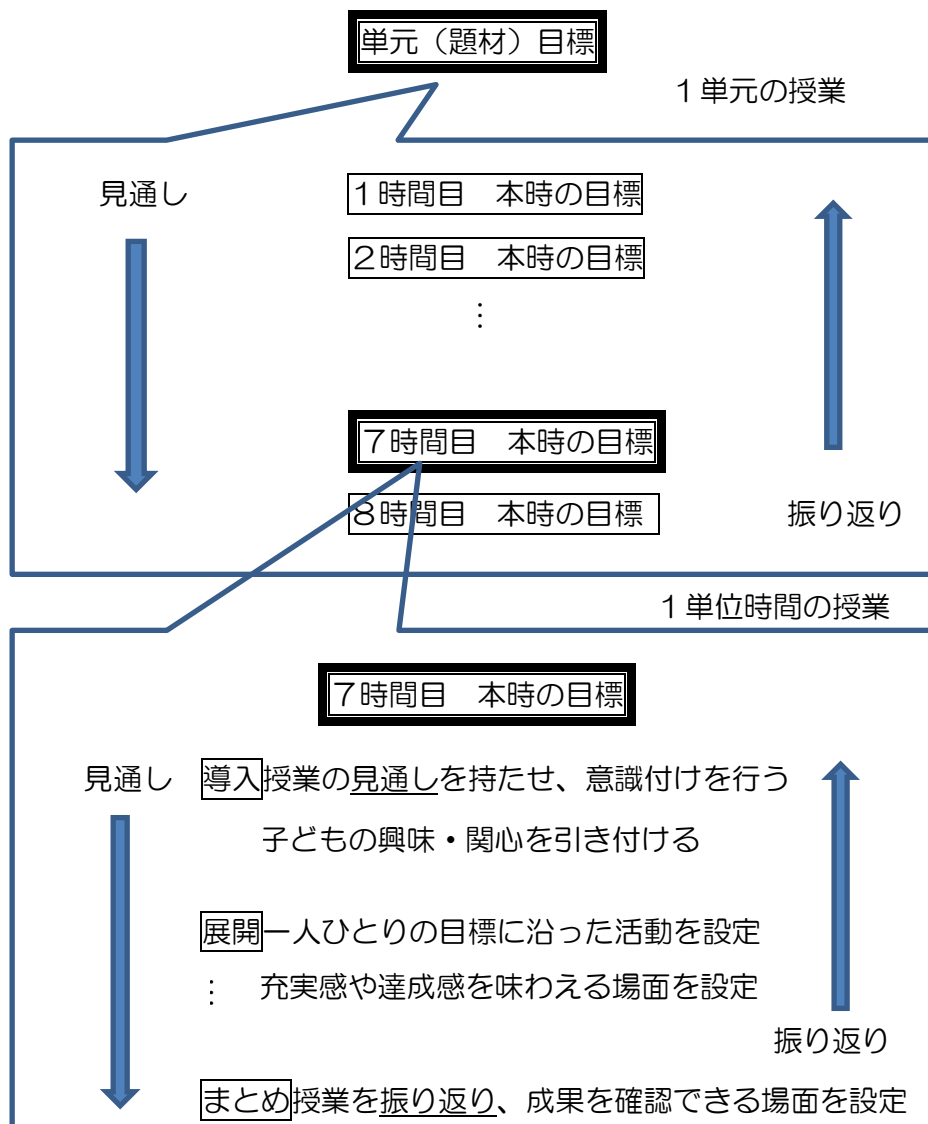 単元（題材）目標
１単元の授業
見通し
１時間目　本時の目標
２時間目　本時の目標
⋮
７時間目　本時の目標
８時間目　本時の目標
振り返り
１単位時間の授業
７時間目　本時の目標
見通し
導入授業の見通しを持たせ、意識付けを行う
子どもの興味・関心を引き付ける
展開一人ひとりの目標に沿った活動を設定
⋮　充実感や達成感を味わえる場面を設定
振り返り
まとめ授業を振り返り、成果を確認できる場面を設定